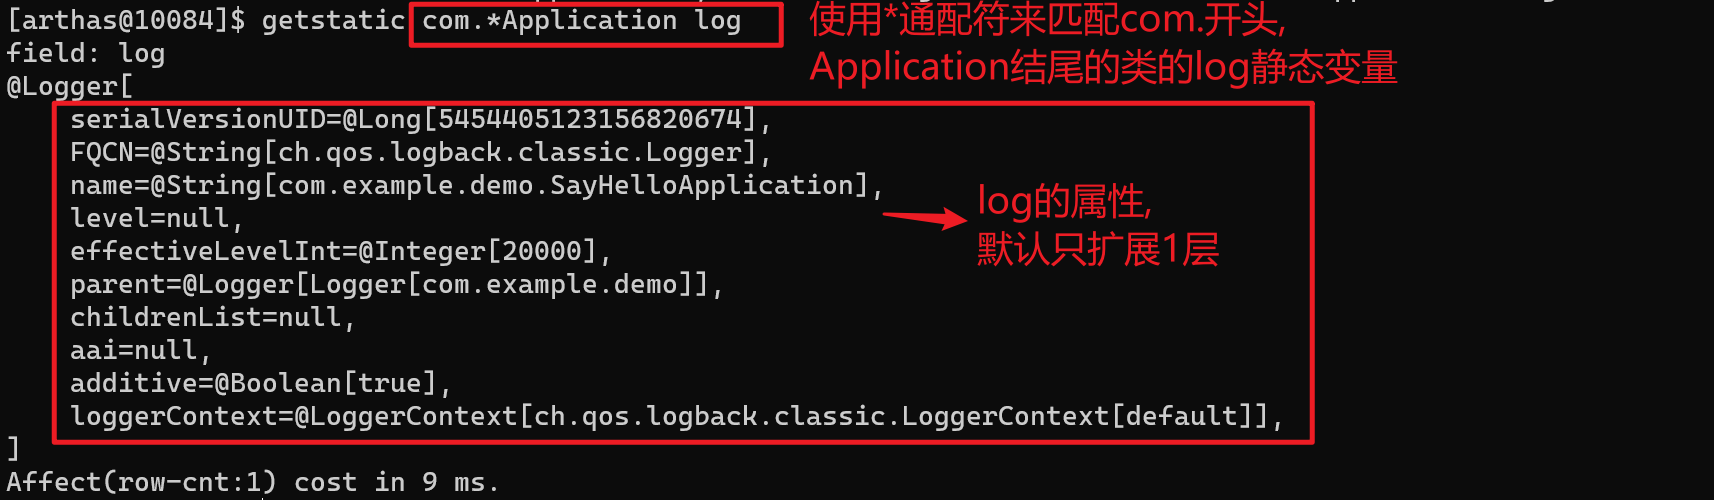 [arthas@10084]$ getstatic com.*Application log
使用*通配符来匹配com.开头,
Application结尾的类的log静态变量
field: log
@Logger[
    serialVersionUID=@Long[5454405123156820674],
    FQCN=@String[ch.qos.logback.classic.Logger],
    name=@String[com.example.demo.SayHelloApplication],
    level=null,
    effectiveLevelInt=@Integer[20000],
    parent=@Logger[Logger[com.example.demo]],
    childrenList=null,
    aai=null,
    additive=@Boolean[true],
    loggerContext=@LoggerContext[ch.qos.logback.classic.LoggerContext[default]],
log的属性,
默认只扩展1层
]
Affect(row-cnt:1) cost in 9 ms.